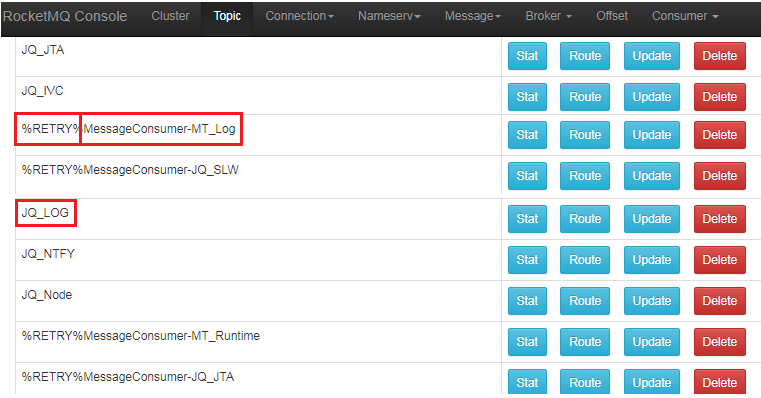 RocketMQ Console Cluster Topic Connection Nameserv Message Broker Offset Consumer
JQ_JTA Stat Route Update Delete
JQ_IVC Stat Route Update Delete
%RETRY%MessageConsumer-MT_Log Stat Route Update Delete
%RETRY%MessageConsumer-JQ_SLW Stat Route Update Delete
JQ_LOG Stat Route Update Delete
JQ_NTFY Stat Route Update Delete
JQ_Node Stat Route Update Delete
%RETRY%MessageConsumer-MT_Runtime Stat Route Update Delete
%RETRY%MessageConsumer-JQ_JTA Stat Route Update Delete